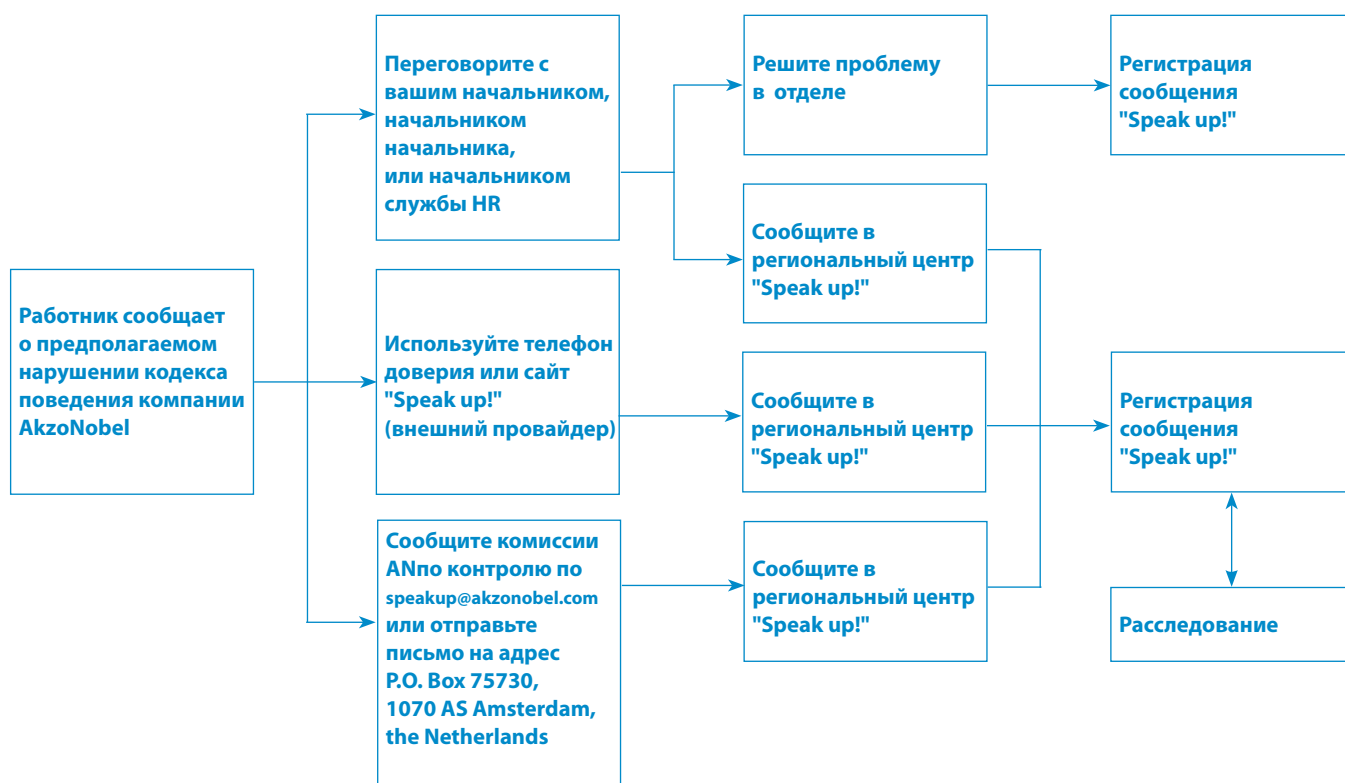 Работник сообщает
о предполагаемом
нарушении кодекса
поведения компании
AkzoNobel
Переговорите с
вашим начальником,
начальником
начальника,
или начальником
службы HR
Используйте телефон
доверия или сайт
"Speak up!"
(внешний провайдер)
Сообщите комиссии
ANпо контролю по
speakup@akzonobel.com
или отправьте
письмо на адрес
P.O. Box 75730,
1070 AS Amsterdam,
the Netherlands
Решите проблему
в отделе
Сообщите в
региональный центр
"Speak up!"
Сообщите в
региональный центр
"Speak up!"
Сообщите в
региональный центр
"Speak up!"
Регистрация
сообщения
"Speak up!"
Регистрация
сообщения
"Speak up!"
Расследование